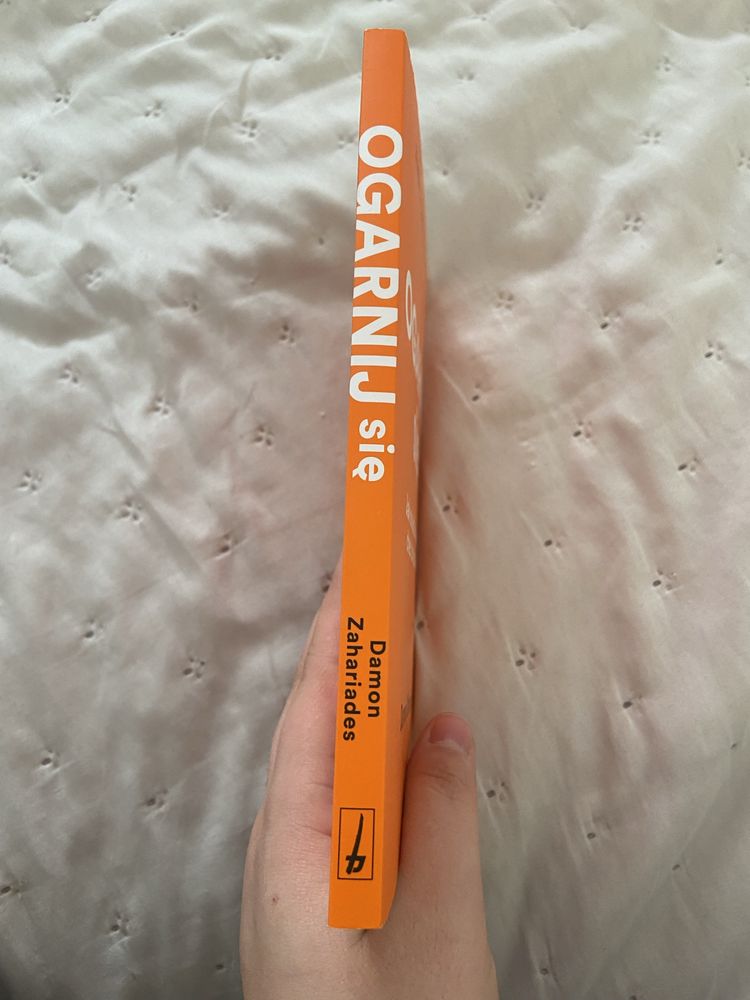 OGARNIJ się
Damon
Zahariades